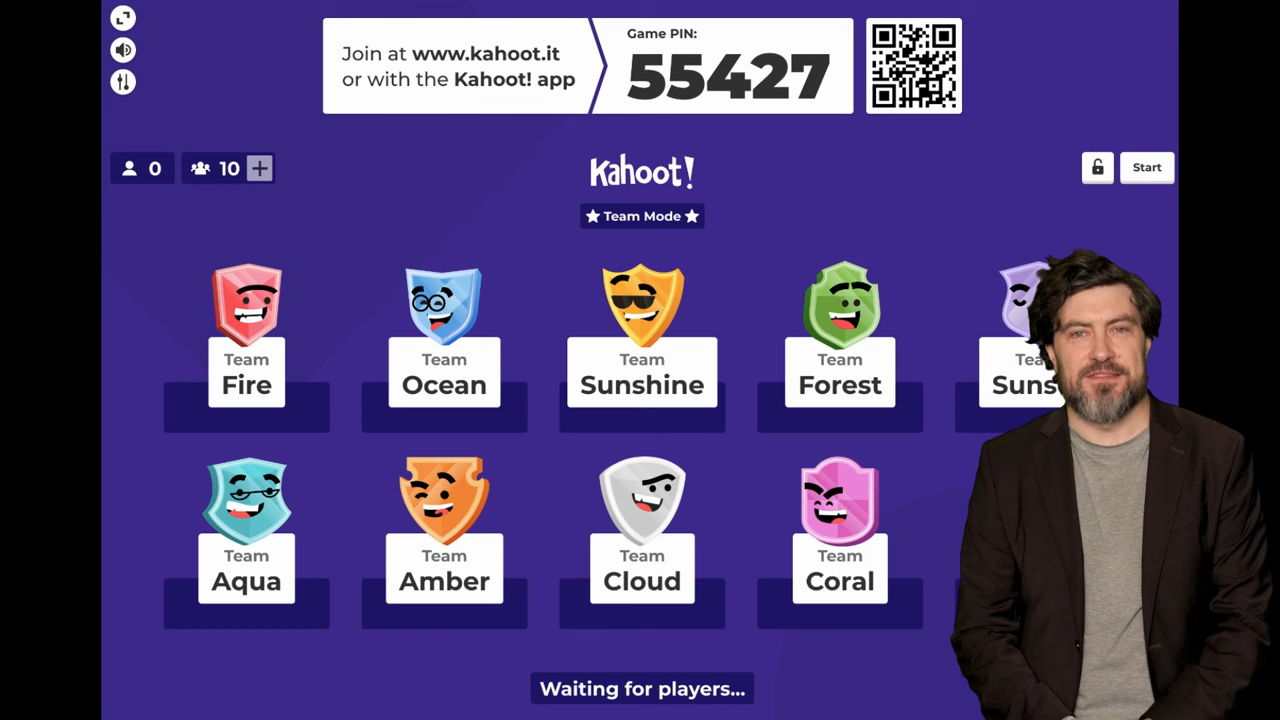 Join at www.kahoot.it
or with the Kahoot! app
Game PIN:
55427
0
10
Kahoot!
Start
Team Mode
Team
Fire
Team
Ocean
Team
Sunshine
Team
Forest
Team
Aqua
Team
Amber
Team
Cloud
Team
Coral
Waiting for players...